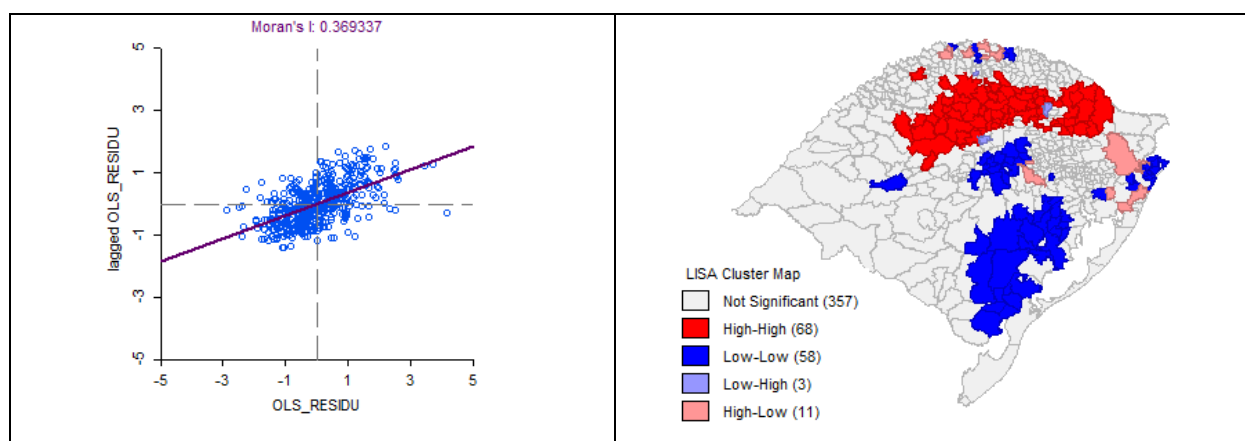 Moran's I: 0.369337
5
3
1
-1
-3
-5
lagged OLS_RESIDU
-5
-3
-1
1
3
5
OLS_RESIDU
LISA Cluster Map
Not Significant (357)
High-High (68)
Low-Low (58)
Low-High (3)
High-Low (11)